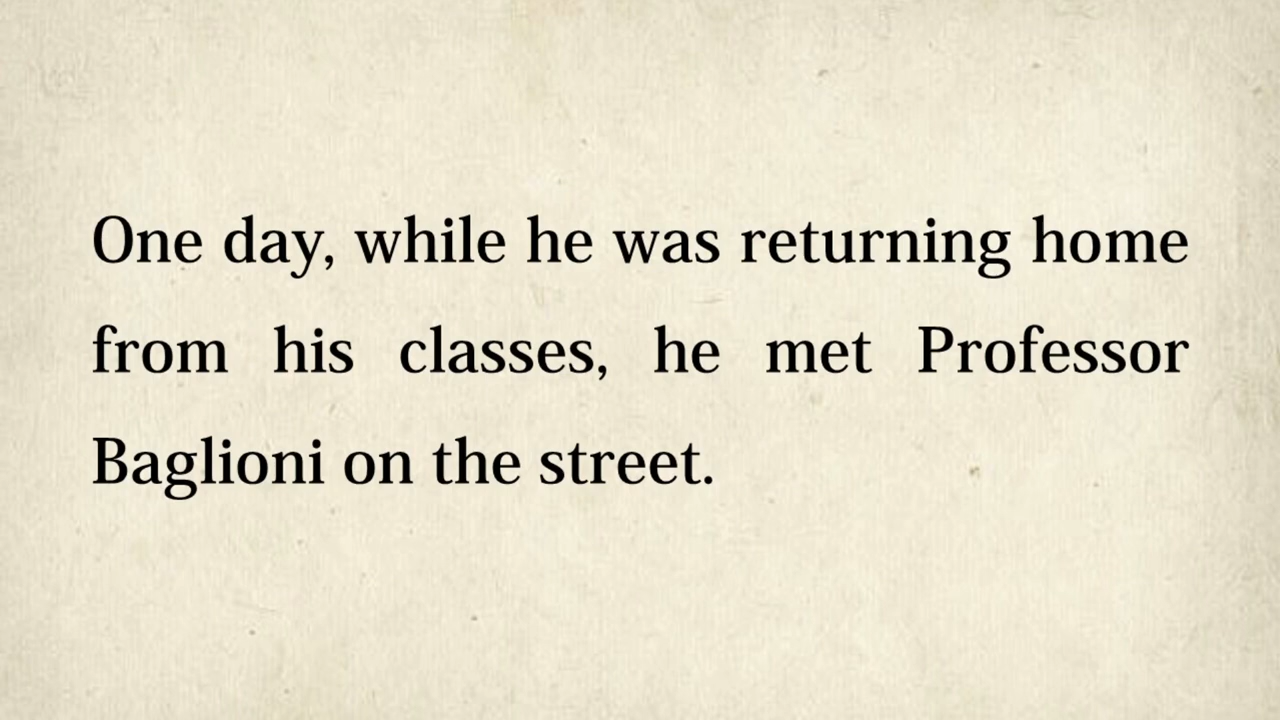 One day, while he was returning home
from his classes, he met Professor
Baglioni on the street.